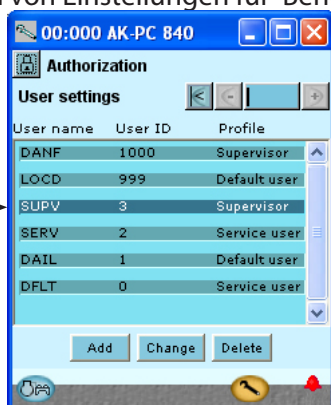 von Einstellungen für Ben
00:000 AK-PC 840
Authorization
User settings
User name User ID Profile
DANF 1000 Supervisor
LOCD 999 Default user
SUPV 3 Supervisor
SERV 2 Service user
DAIL 1 Default user
DFLT 0 Service user
Add Change Delete